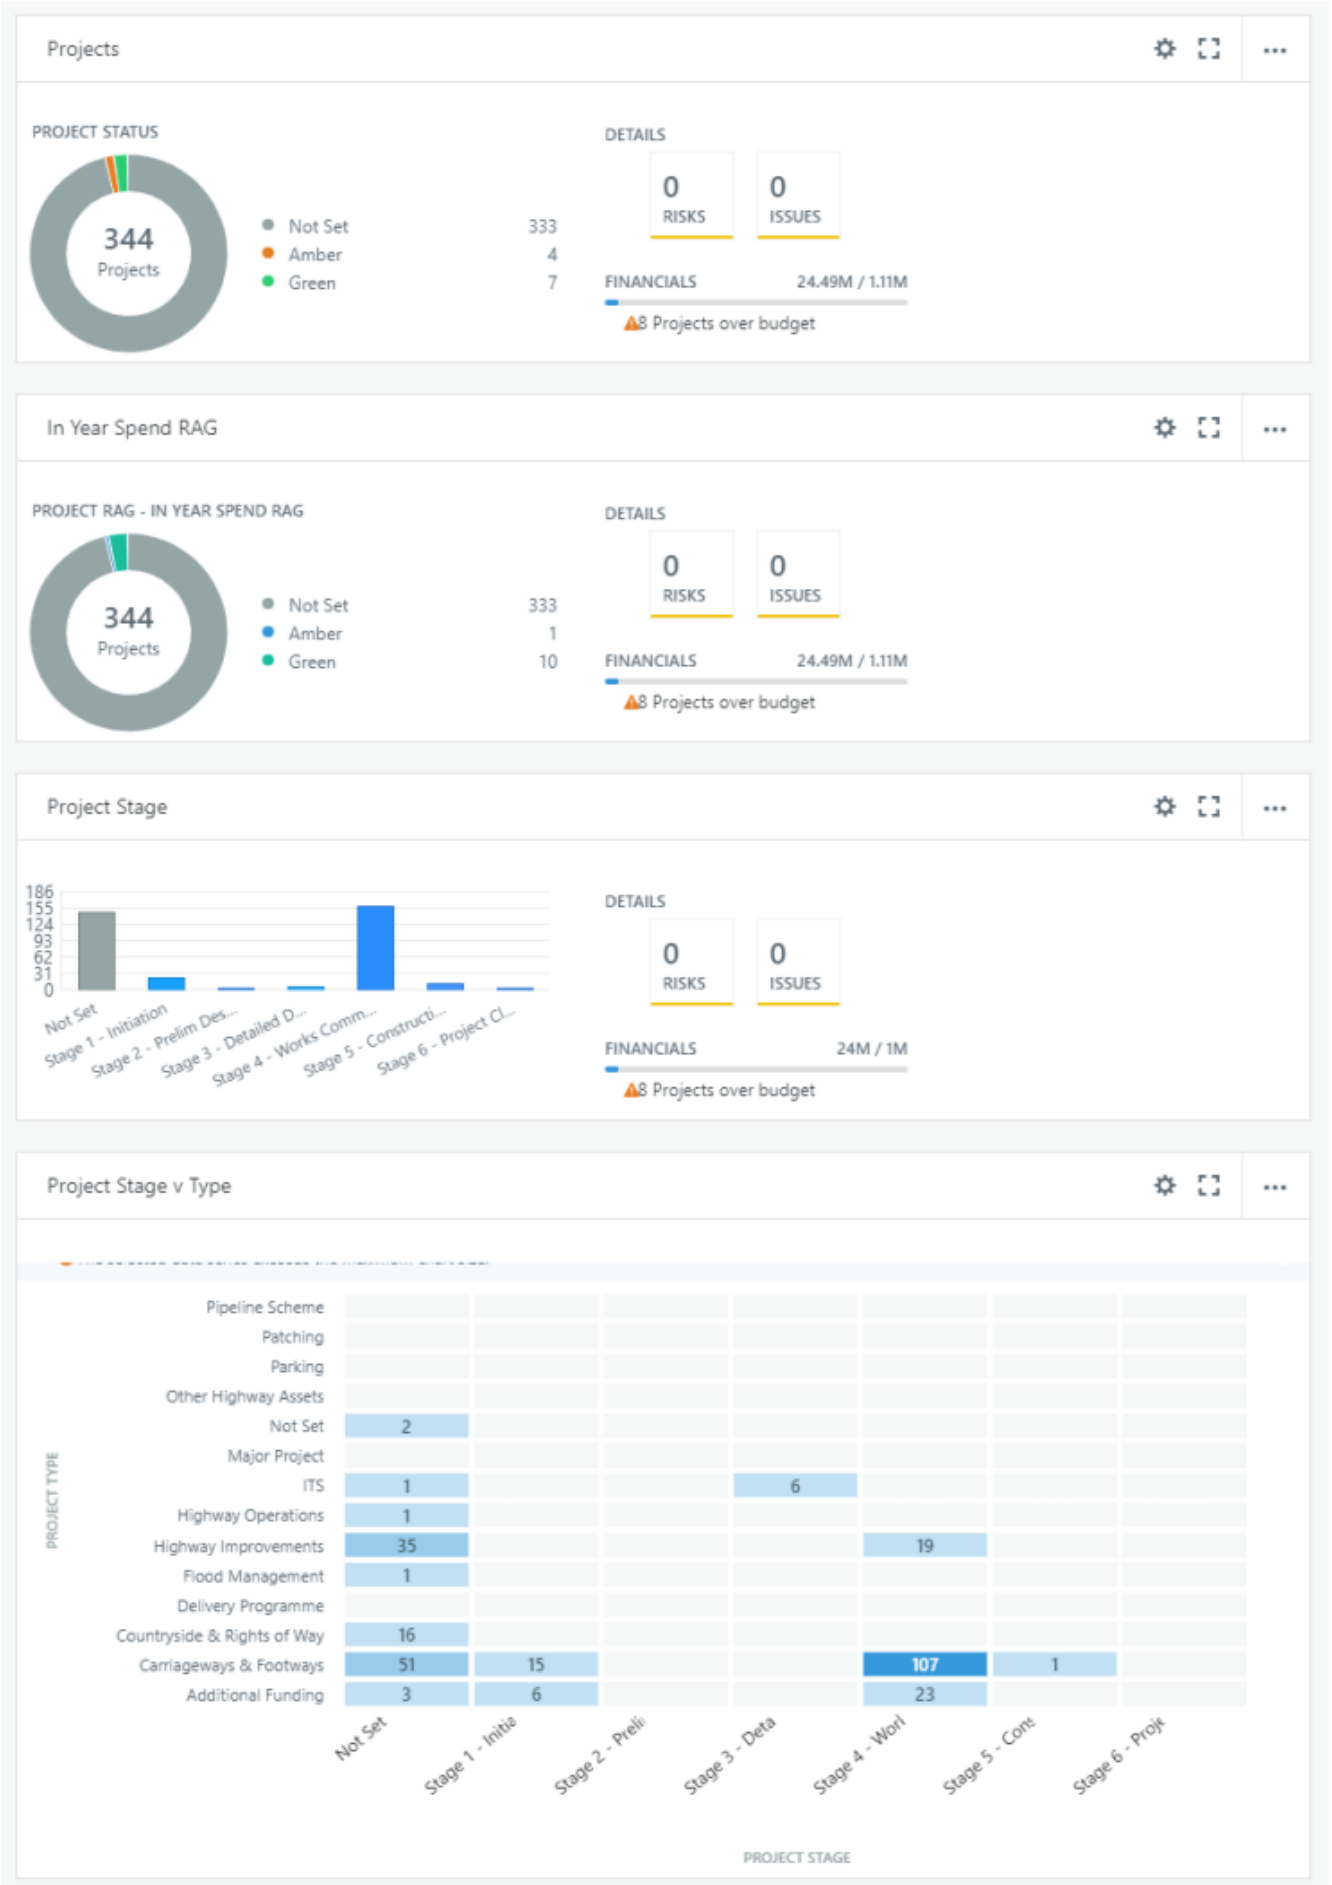 Projects
PROJECT STATUS
344
Projects
Not Set 333
Amber 4
Green 7
DETAILS
0
RISKS
0
ISSUES
FINANCIALS 24.49M / 1.11M
8 Projects over budget
In Year Spend RAG
PROJECT RAG - IN YEAR SPEND RAG
344
Projects
Not Set 333
Amber 1
Green 10
DETAILS
0
RISKS
0
ISSUES
FINANCIALS 24.49M / 1.11M
8 Projects over budget
Project Stage
186
155
124
93
62
31
0
Not Set
Stage 1 - Initiation
Stage 2 - Prelim Des...
Stage 3 - Detailed D...
Stage 4 - Works Comm...
Stage 5 - Constructi...
Stage 6 - Project Cl...
DETAILS
0
RISKS
0
ISSUES
FINANCIALS 24M / 1M
8 Projects over budget
Project Stage v Type
PROJECT TYPE
Pipeline Scheme
Patching
Parking
Other Highway Assets
Not Set 2
Major Project
ITS 1 6
Highway Operations 1
Highway Improvements 35 19
Flood Management 1
Delivery Programme
Countryside & Rights of Way 16
Carriageways & Footways 51 15 107 1
Additional Funding 3 6 23
Not Set
Stage 1 - Initia
Stage 2 - Preli
Stage 3 - Deta
Stage 4 - Worl
Stage 5 - Cons
Stage 6 - Proje
PROJECT STAGE